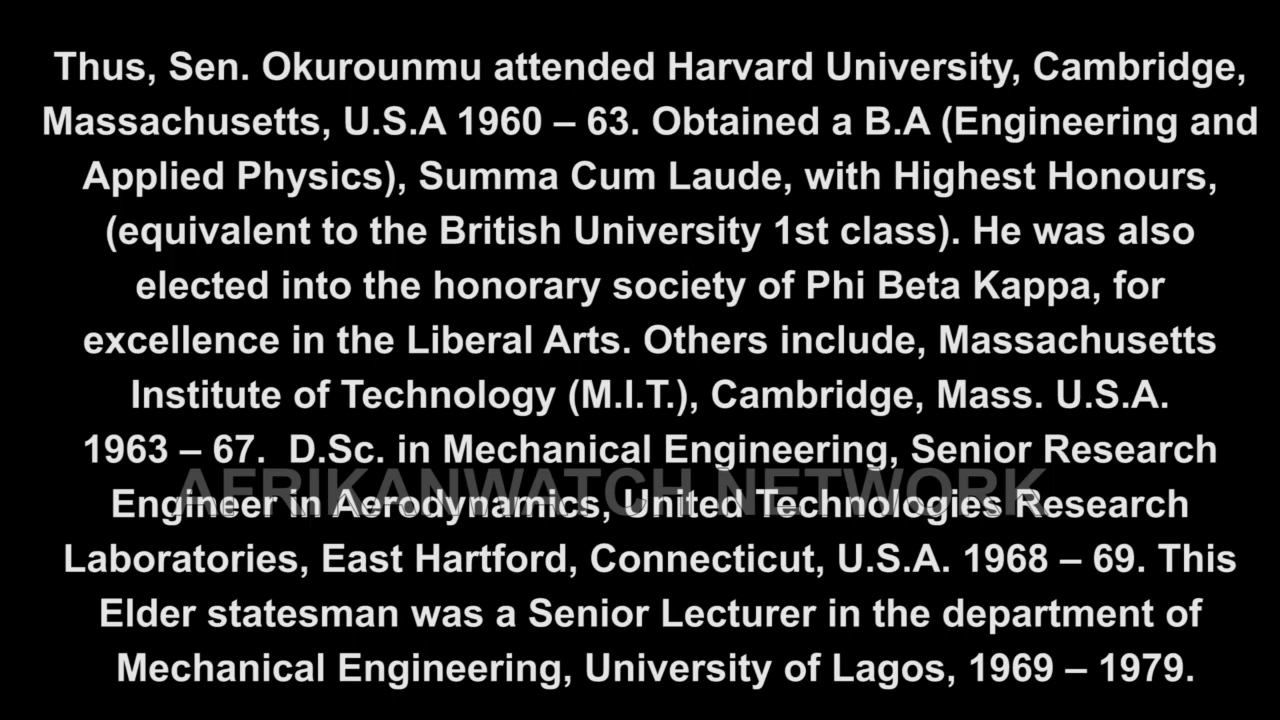 Thus, Sen. Okurounmu attended Harvard University, Cambridge,
Massachusetts, U.S.A 1960 – 63. Obtained a B.A (Engineering and
Applied Physics), Summa Cum Laude, with Highest Honours,
(equivalent to the British University 1st class). He was also
elected into the honorary society of Phi Beta Kappa, for
excellence in the Liberal Arts. Others include, Massachusetts
Institute of Technology (M.I.T.), Cambridge, Mass. U.S.A.
1963 – 67.  D.Sc. in Mechanical Engineering, Senior Research
AFRIKANWATCH NETWORK
Engineer in Aerodynamics, United Technologies Research
Laboratories, East Hartford, Connecticut, U.S.A. 1968 – 69. This
Elder statesman was a Senior Lecturer in the department of
Mechanical Engineering, University of Lagos, 1969 – 1979.